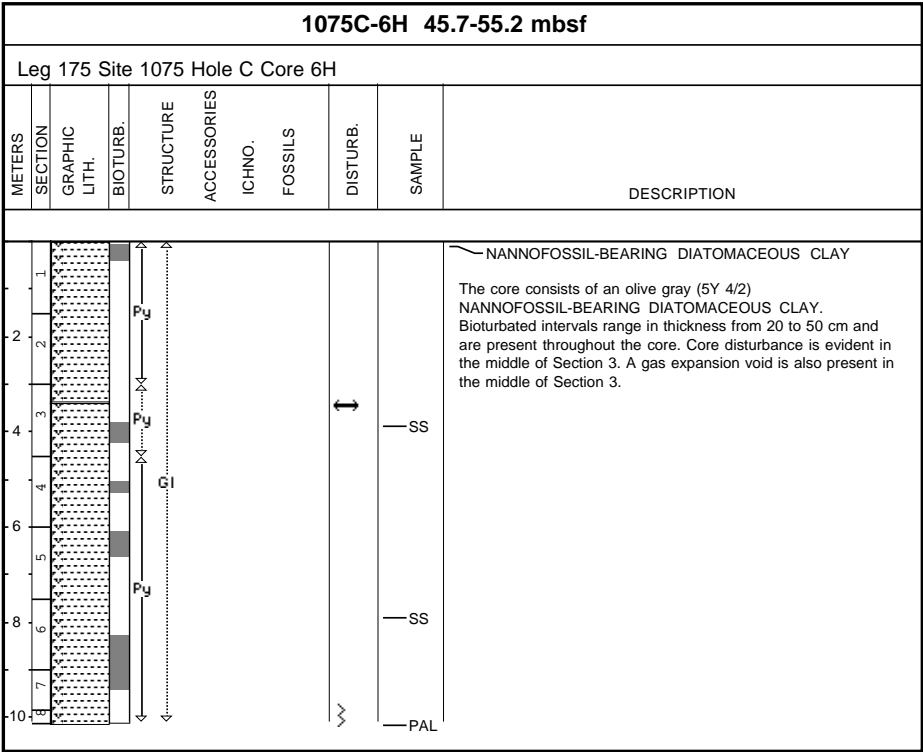 1075C-6H 45.7-55.2 mbsf
Leg 175 Site 1075 Hole C Core 6H
METERS
SECTION
GRAPHIC
LITH.
BIOTURB.
STRUCTURE
ACCESSORIES
ICHNO.
FOSSILS
DISTURB.
SAMPLE
DESCRIPTION
NANNOFOSSIL-BEARING DIATOMACEOUS CLAY
The core consists of an olive gray (5Y 4/2)
NANNOFOSSIL-BEARING DIATOMACEOUS CLAY.
Bioturbated intervals range in thickness from 20 to 50 cm and
are present throughout the core. Core disturbance is evident in
the middle of Section 3. A gas expansion void is also present in
the middle of Section 3.
1
Py
2
2
3
Py
4
SS
4
Gl
6
5
Py
8
6
SS
7
10
8
PAL